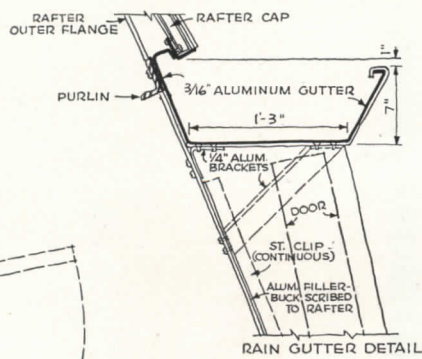 RAFTER
OUTER FLANGE
RAFTER CAP
1"
PURLIN
3/16" ALUMINUM GUTTER
7"
1'-3"
1/4" ALUM.
BRACKETS
DOOR
ST. CLIP
(CONTINUOUS)
ALUM. FILLER-
BUCK SCRIBED
TO RAFTER
RAIN GUTTER DETAIL